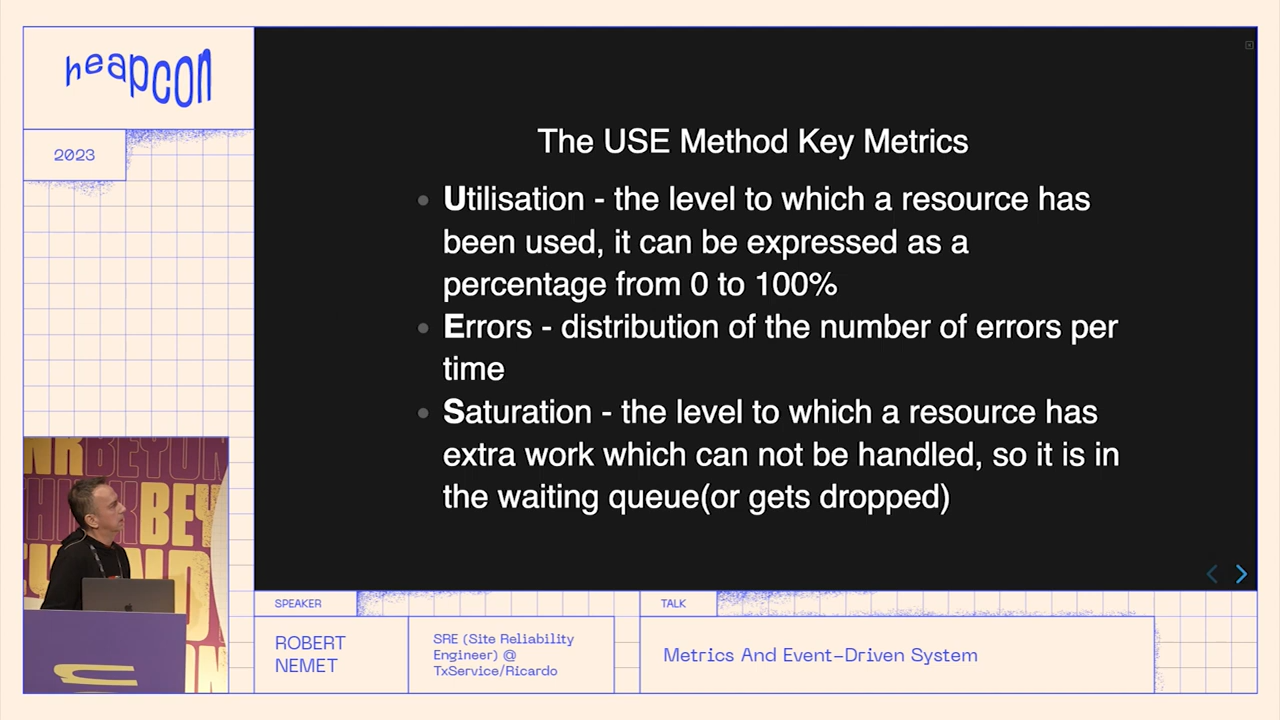 heapcon
2023
The USE Method Key Metrics
Utilisation - the level to which a resource has
been used, it can be expressed as a
percentage from 0 to 100%
Errors - distribution of the number of errors per
time
Saturation - the level to which a resource has
extra work which can not be handled, so it is in
the waiting queue(or gets dropped)
BEYON
THINK BEY
SPEAKER
ROBERT
NEMET
SRE (Site Reliability
Engineer) @
TxService/Ricardo
TALK
Metrics And Event-Driven System